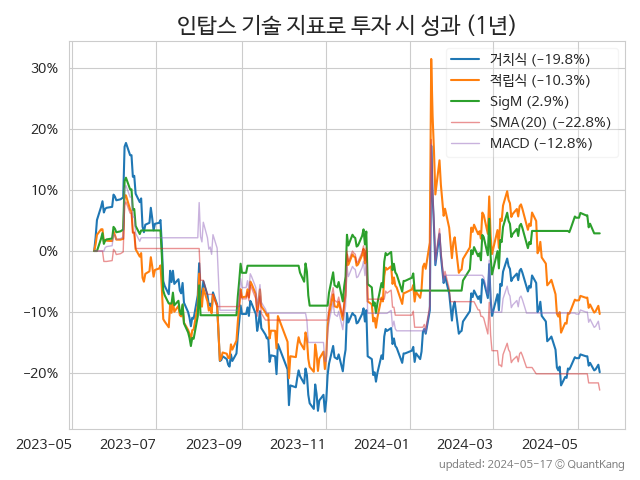 인탑스 기술 지표로 투자 시 성과 (1년)
거치식 (−19.8%)
적립식 (−10.3%)
SigM (2.9%)
SMA(20) (−22.8%)
MACD (−12.8%)
30%
20%
10%
0%
−10%
−20%
2023−05 2023−07 2023−09 2023−11 2024−01 2024−03 2024−05
updated: 2024−05−17 © QuantKang